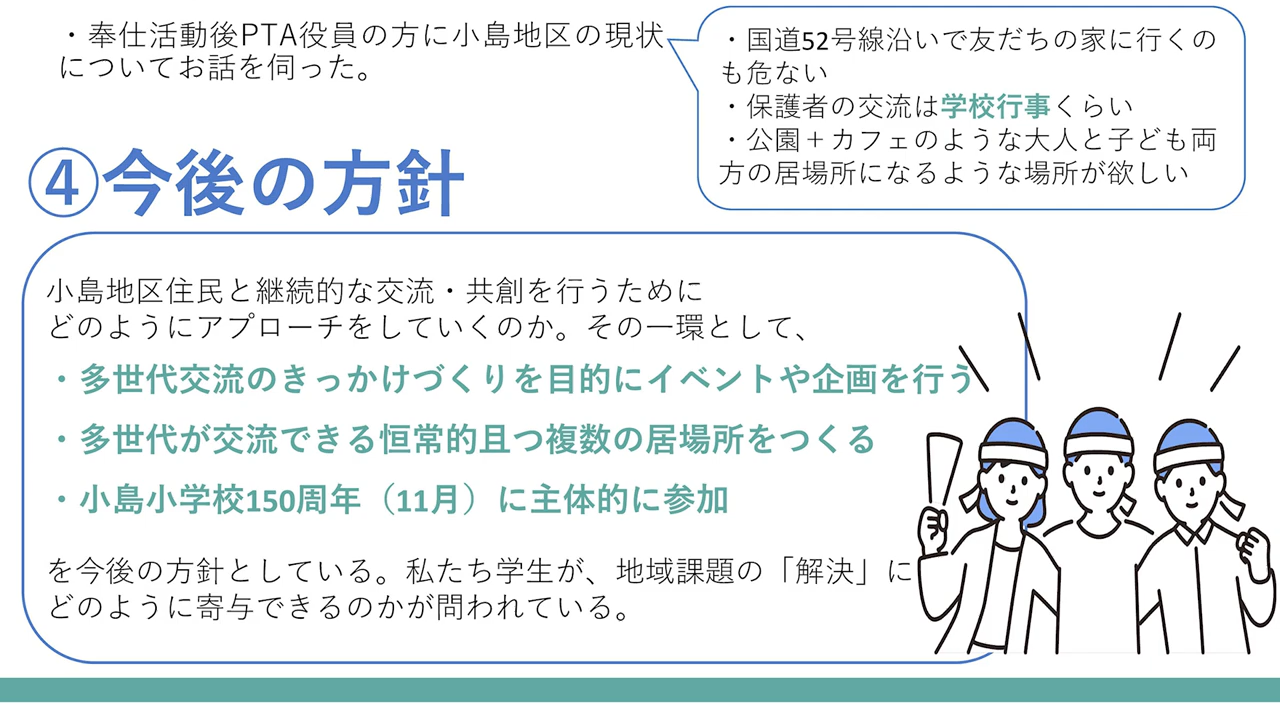 ・奉仕活動後PTA役員の方に小島地区の現状
についてお話を伺った。
・国道52号線沿いで友だちの家に行くの
も危ない
・保護者の交流は学校行事くらい
・公園＋カフェのような大人と子ども両
方の居場所になるような場所が欲しい
④今後の方針
小島地区住民と継続的な交流・共創を行うために
どのようにアプローチをしていくのか。その一環として、
・多世代交流のきっかけづくりを目的にイベントや企画を行う
・多世代が交流できる恒常的且つ複数の居場所をつくる
・小島小学校150周年（11月）に主体的に参加
を今後の方針としている。私たち学生が、地域課題の「解決」に
どのように寄与できるのかが問われている。